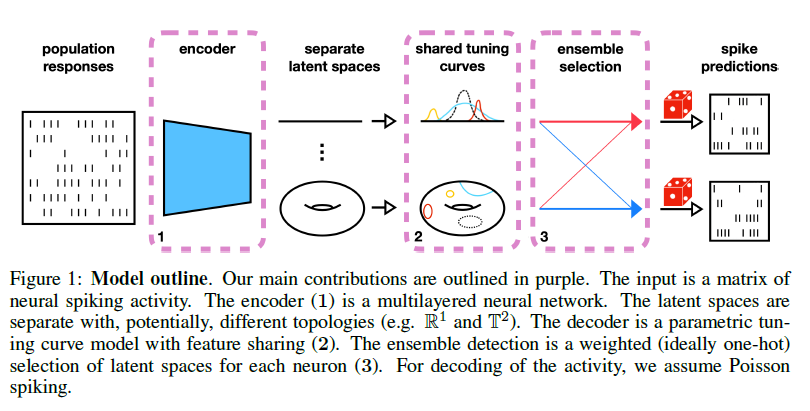 population responses
encoder
separate latent spaces
shared tuning curves
ensemble selection
spike predictions
1
2
3
Figure 1: Model outline. Our main contributions are outlined in purple. The input is a matrix of
neural spiking activity. The encoder (1) is a multilayered neural network. The latent spaces are
separate with, potentially, different topologies (e.g. ℝ¹ and 𝕋²). The decoder is a parametric tun-
ing curve model with feature sharing (2). The ensemble detection is a weighted (ideally one-hot)
selection of latent spaces for each neuron (3). For decoding of the activity, we assume Poisson
spiking.